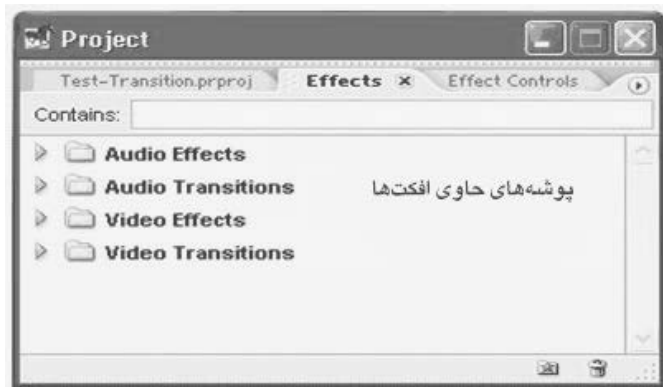 Project
Test-Transition.prproj Effects x Effect Controls
Contains:
Audio Effects
Audio Transitions
پوشه‌های حاوی افکت‌ها
Video Effects
Video Transitions